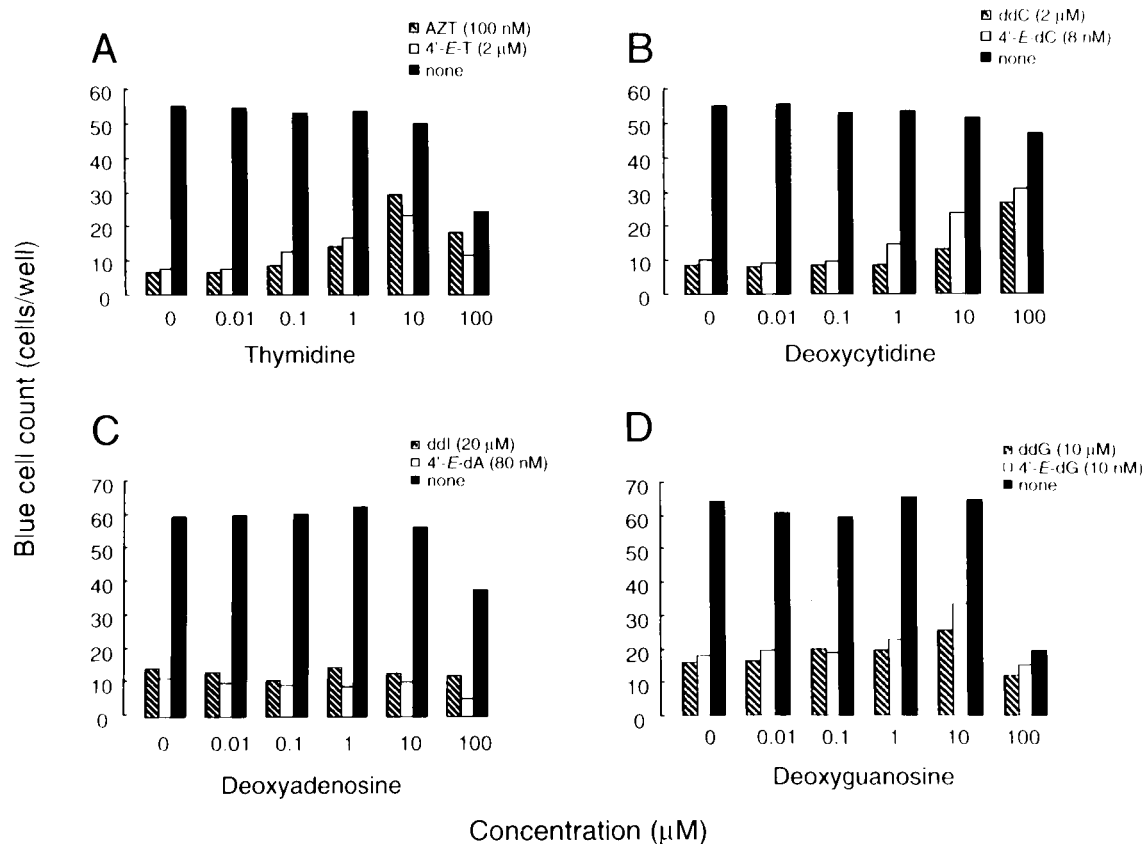 A
AZT (100 nM)
4'-E-T (2 μM)
none
60
50
40
30
20
10
0
0 0.01 0.1 1 10 100
Thymidine
B
ddC (2 μM)
4'-E-dC (8 nM)
none
60
50
40
30
20
10
0
0 0.01 0.1 1 10 100
Deoxycytidine
C
ddI (20 μM)
4'-E-dA (80 nM)
none
70
60
50
40
30
20
10
0
0 0.01 0.1 1 10 100
Deoxyadenosine
D
ddG (10 μM)
4'-E-dG (10 nM)
none
70
60
50
40
30
20
10
0
0 0.01 0.1 1 10 100
Deoxyguanosine
Blue cell count (cells/well)
Concentration (μM)